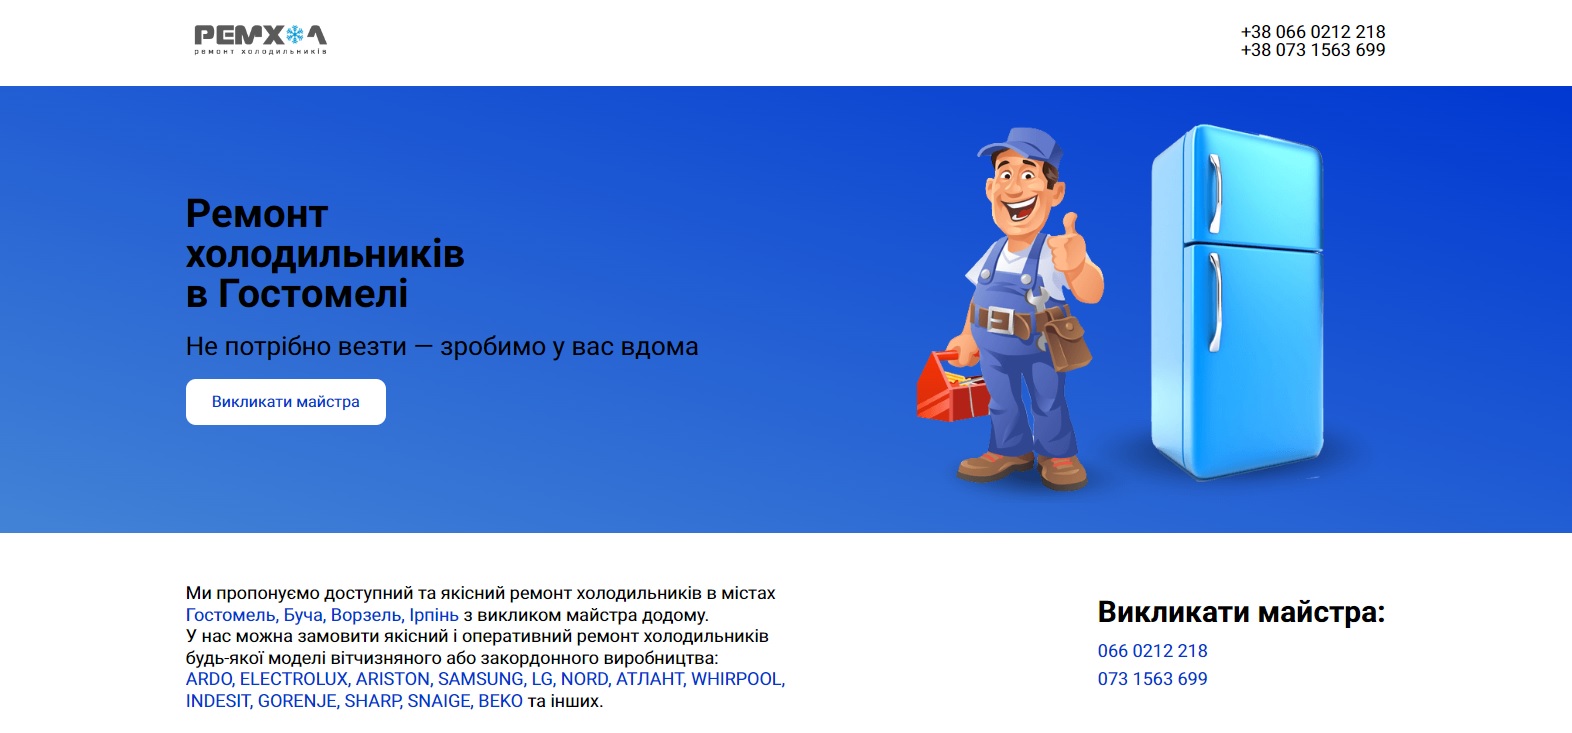 РЕМХОЛ
ремонт холодильників
+38 066 0212 218
+38 073 1563 699
Ремонт
холодильників
в Гостомелі
Не потрібно везти — зробимо у вас вдома
Викликати майстра
Ми пропонуємо доступний та якісний ремонт холодильників в містах
Гостомель, Буча, Ворзель, Ірпінь з викликом майстра додому.
У нас можна замовити якісний і оперативний ремонт холодильників
будь-якої моделі вітчизняного або закордонного виробництва:
ARDO, ELECTROLUX, ARISTON, SAMSUNG, LG, NORD, АТЛАНТ, WHIRPOOL,
INDESIT, GORENJE, SHARP, SNAIGE, BEKO та інших.
Викликати майстра:
066 0212 218
073 1563 699